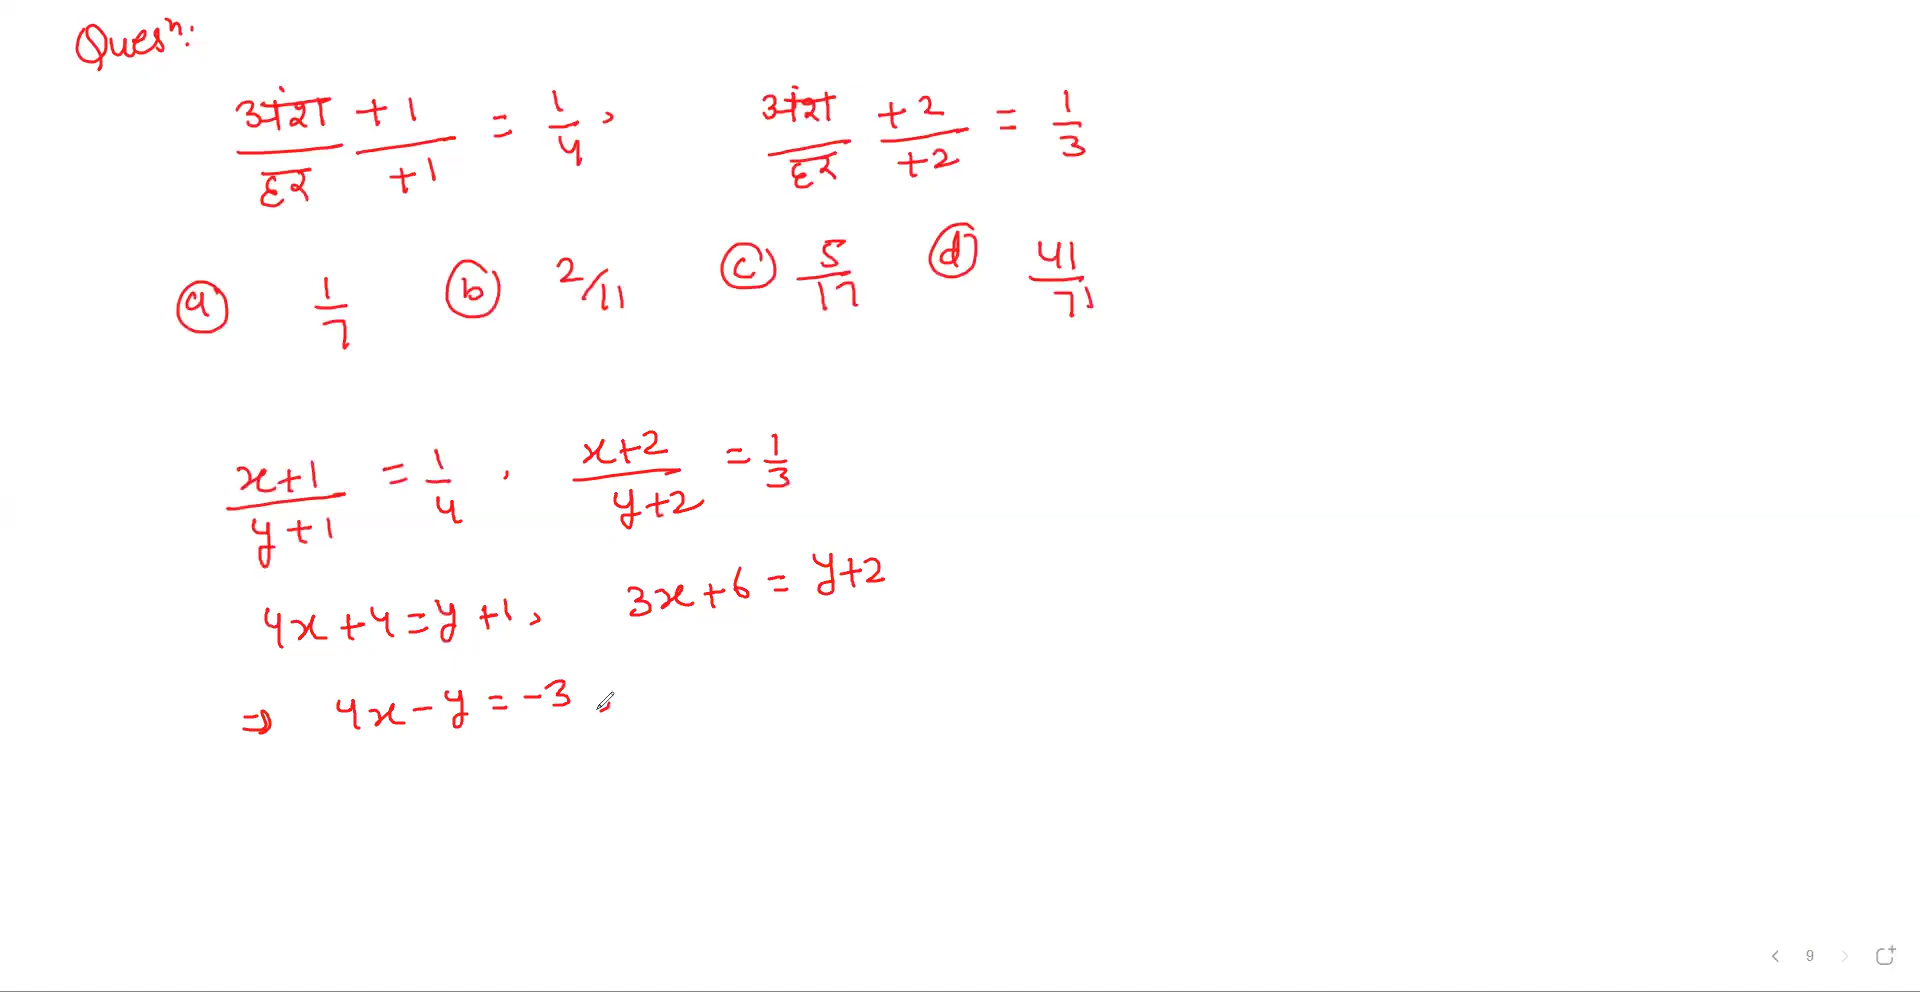 Quesⁿ:
अंश +1 / हर +1 = 1/4 , अंश +2 / हर +2 = 1/3
(a) 1/7 (b) 2/11 (c) 5/17 (d) 41/71
x+1 / y+1 = 1/4 , x+2 / y+2 = 1/3
4x+4=y+1, 3x+6=y+2
⇒ 4x-y=-3 ,
9